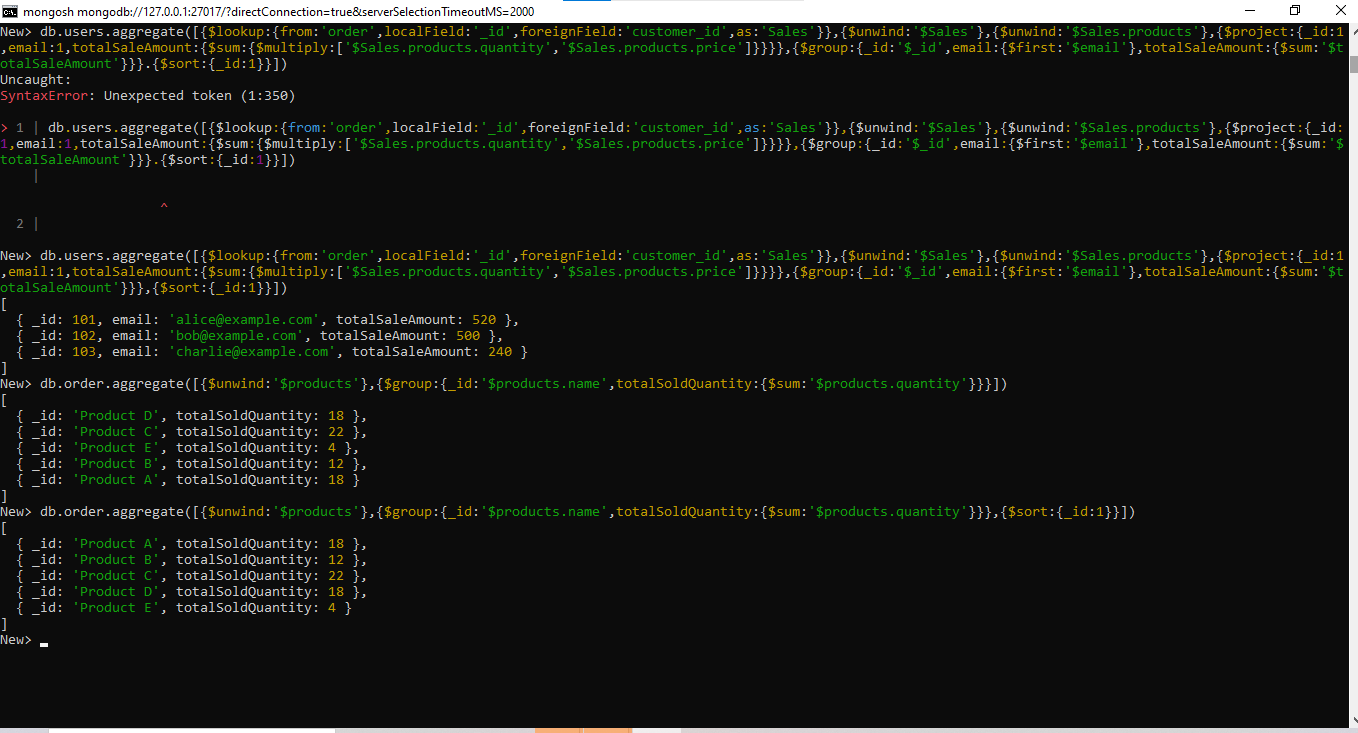 mongosh mongodb://127.0.0.1:27017/?directConnection=true&serverSelectionTimeoutMS=2000
New> db.users.aggregate([{$lookup:{from:'order',localField:'_id',foreignField:'customer_id',as:'Sales'}},{$unwind:'$Sales'},{$unwind:'$Sales.products'},{$project:{_id:1
,email:1,totalSaleAmount:{$sum:{$multiply:['$Sales.products.quantity','$Sales.products.price']}}}},{$group:{_id:'$_id',email:{$first:'$email'},totalSaleAmount:{$sum:'$t
otalSaleAmount'}}}.{$sort:{_id:1}}])
Uncaught:
SyntaxError: Unexpected token (1:350)
> 1 | db.users.aggregate([{$lookup:{from:'order',localField:'_id',foreignField:'customer_id',as:'Sales'}},{$unwind:'$Sales'},{$unwind:'$Sales.products'},{$project:{_id:
1,email:1,totalSaleAmount:{$sum:{$multiply:['$Sales.products.quantity','$Sales.products.price']}}}},{$group:{_id:'$_id',email:{$first:'$email'},totalSaleAmount:{$sum:'$
totalSaleAmount'}}}.{$sort:{_id:1}}])
|
^
2 |
New> db.users.aggregate([{$lookup:{from:'order',localField:'_id',foreignField:'customer_id',as:'Sales'}},{$unwind:'$Sales'},{$unwind:'$Sales.products'},{$project:{_id:1
,email:1,totalSaleAmount:{$sum:{$multiply:['$Sales.products.quantity','$Sales.products.price']}}}},{$group:{_id:'$_id',email:{$first:'$email'},totalSaleAmount:{$sum:'$t
otalSaleAmount'}}},{$sort:{_id:1}}])
[
{ _id: 101, email: 'alice@example.com', totalSaleAmount: 520 },
{ _id: 102, email: 'bob@example.com', totalSaleAmount: 500 },
{ _id: 103, email: 'charlie@example.com', totalSaleAmount: 240 }
]
New> db.order.aggregate([{$unwind:'$products'},{$group:{_id:'$products.name',totalSoldQuantity:{$sum:'$products.quantity'}}}])
[
{ _id: 'Product D', totalSoldQuantity: 18 },
{ _id: 'Product C', totalSoldQuantity: 22 },
{ _id: 'Product E', totalSoldQuantity: 4 },
{ _id: 'Product B', totalSoldQuantity: 12 },
{ _id: 'Product A', totalSoldQuantity: 18 }
]
New> db.order.aggregate([{$unwind:'$products'},{$group:{_id:'$products.name',totalSoldQuantity:{$sum:'$products.quantity'}}},{$sort:{_id:1}}])
[
{ _id: 'Product A', totalSoldQuantity: 18 },
{ _id: 'Product B', totalSoldQuantity: 12 },
{ _id: 'Product C', totalSoldQuantity: 22 },
{ _id: 'Product D', totalSoldQuantity: 18 },
{ _id: 'Product E', totalSoldQuantity: 4 }
]
New>